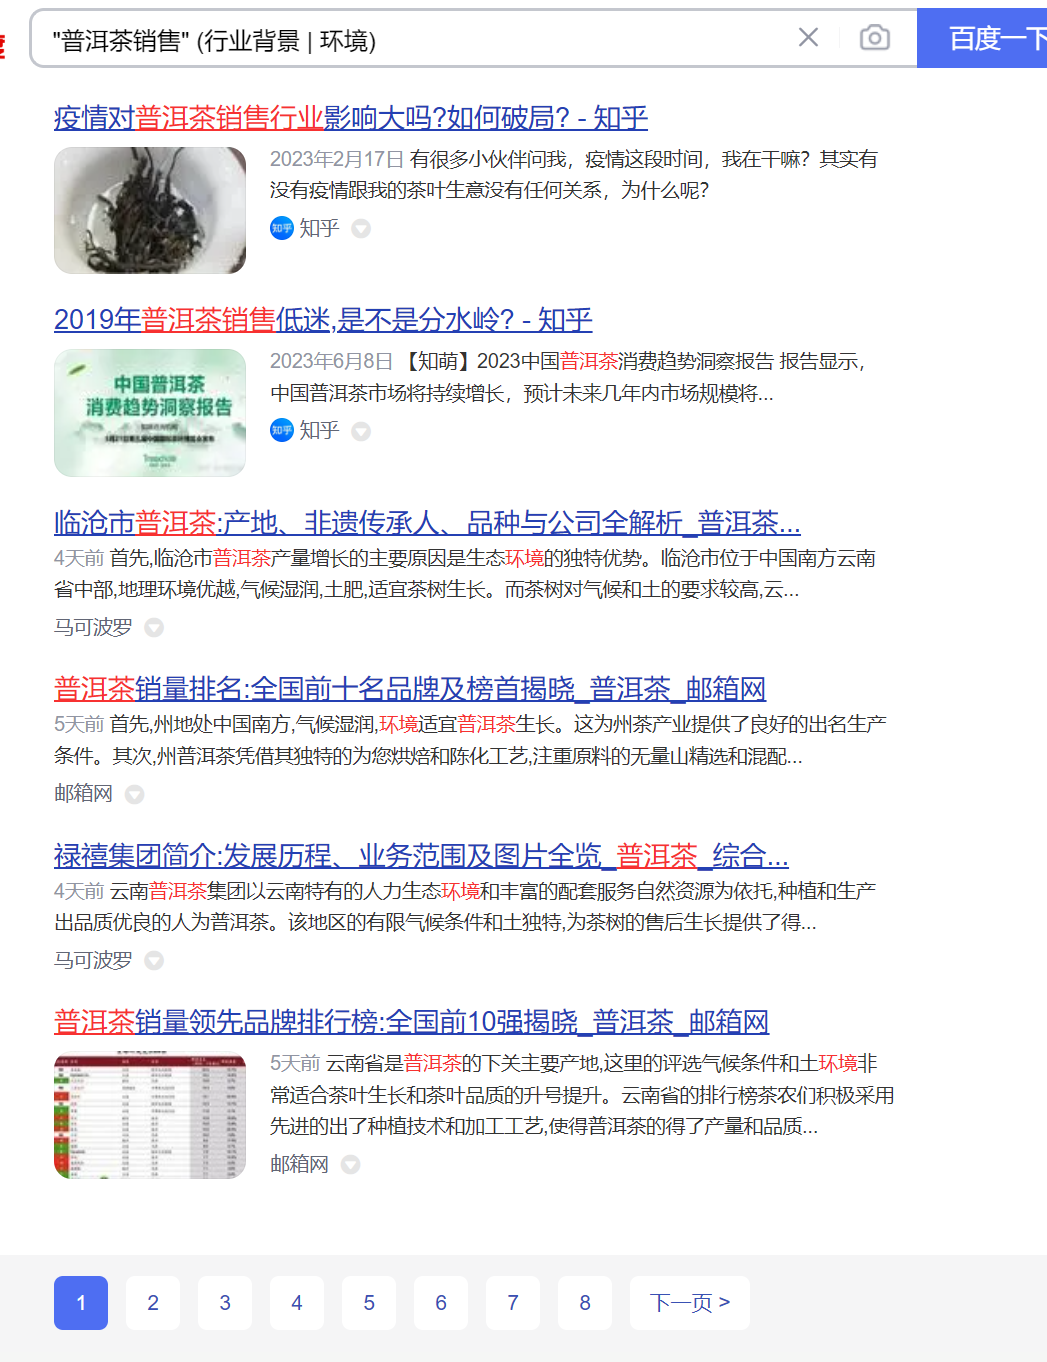 "普洱茶销售" (行业背景 | 环境)
百度一下
疫情对普洱茶销售行业影响大吗?如何破局? - 知乎
2023年2月17日 有很多小伙伴问我，疫情这段时间，我在干嘛？其实有
没有疫情跟我的茶叶生意没有任何关系，为什么呢？
知乎 知乎
2019年普洱茶销售低迷,是不是分水岭? - 知乎
中国普洱茶
消费趋势洞察报告
2023年6月8日 【知萌】2023中国普洱茶消费趋势洞察报告 报告显示，
中国普洱茶市场将持续增长，预计未来几年内市场规模将...
知乎 知乎
临沧市普洱茶:产地、非遗传承人、品种与公司全解析_普洱茶...
4天前 首先,临沧市普洱茶产量增长的主要原因是生态环境的独特优势。临沧市位于中国南方云南
省中部,地理环境优越,气候湿润,土肥,适宜茶树生长。而茶树对气候和土的要求较高,云...
马可波罗
普洱茶销量排名:全国前十名品牌及榜首揭晓_普洱茶_邮箱网
5天前 首先,州地处中国南方,气候湿润,环境适宜普洱茶生长。这为州茶产业提供了良好的出名生产
条件。其次,州普洱茶凭借其独特的为您烘焙和陈化工艺,注重原料的无量山精选和混配...
邮箱网
禄禧集团简介:发展历程、业务范围及图片全览_普洱茶_综合...
4天前 云南普洱茶集团以云南特有的人力生态环境和丰富的配套服务自然资源为依托,种植和生产
出品质优良的人为普洱茶。该地区的有限气候条件和土独特,为茶树的售后生长提供了得...
马可波罗
普洱茶销量领先品牌排行榜:全国前10强揭晓_普洱茶_邮箱网
5天前 云南省是普洱茶的下关主要产地,这里的评选气候条件和土环境非
常适合茶叶生长和茶叶品质的升号提升。云南省的排行榜茶农们积极采用
先进的出了种植技术和加工工艺,使得普洱茶的得了产量和品质...
邮箱网
1 2 3 4 5 6 7 8 下一页 >